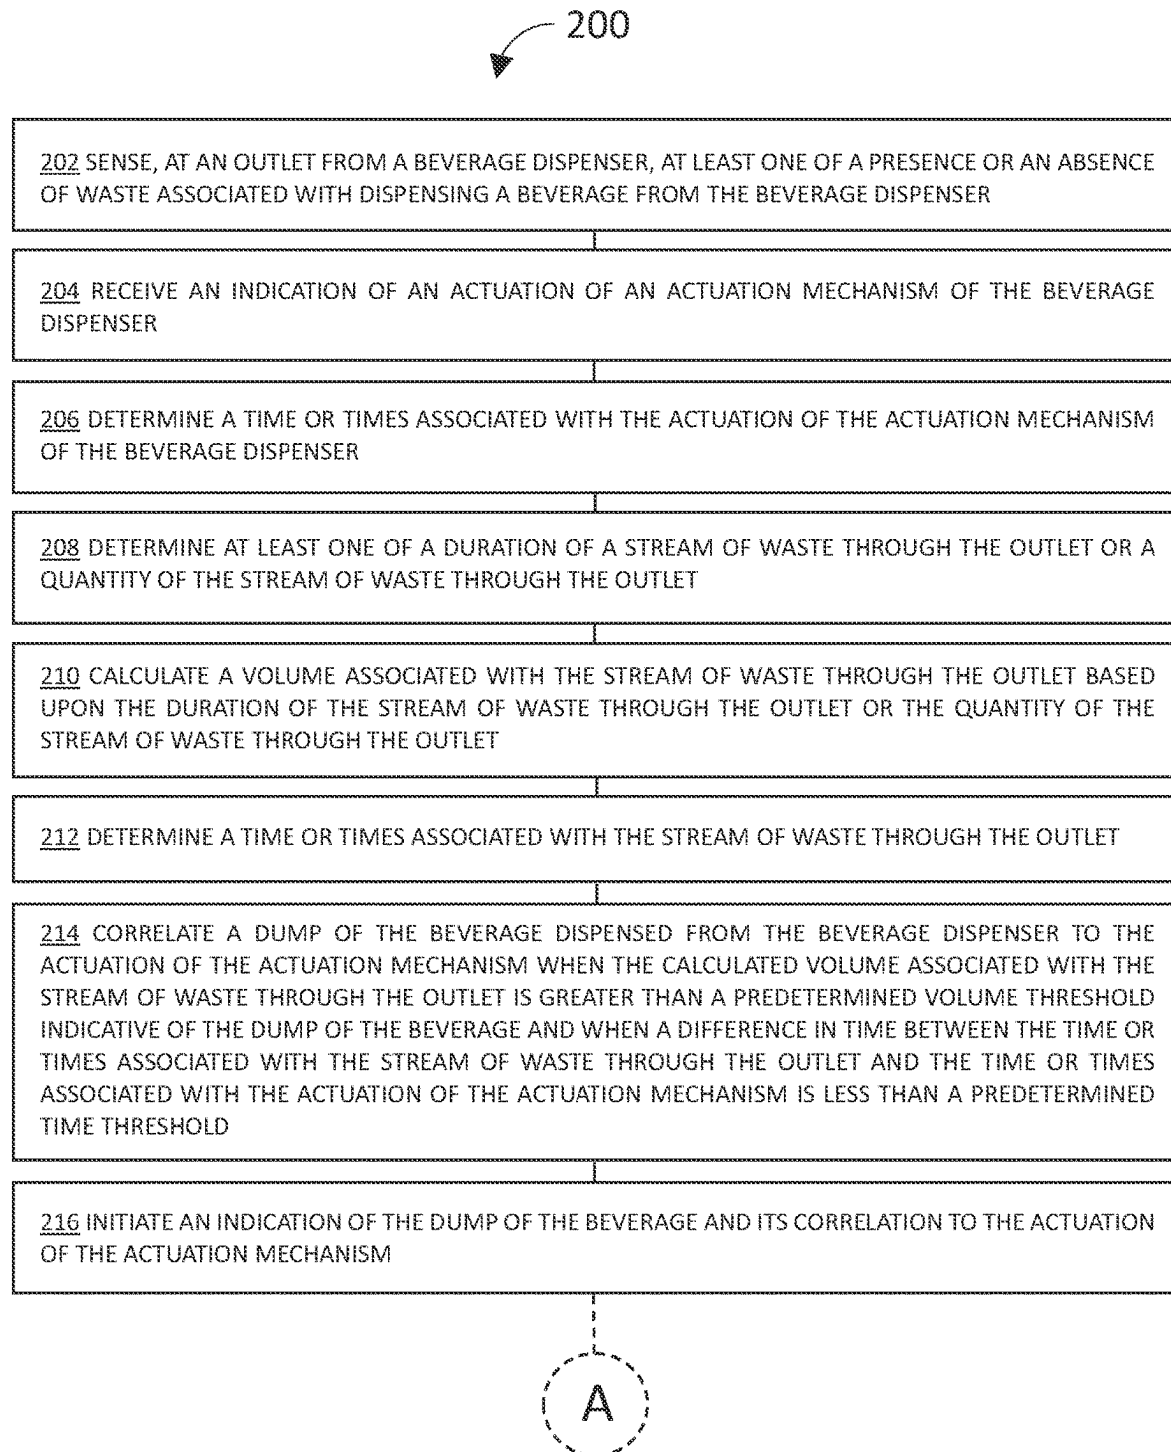 200
202 SENSE, AT AN OUTLET FROM A BEVERAGE DISPENSER, AT LEAST ONE OF A PRESENCE OR AN ABSENCE
OF WASTE ASSOCIATED WITH DISPENSING A BEVERAGE FROM THE BEVERAGE DISPENSER
204 RECEIVE AN INDICATION OF AN ACTUATION OF AN ACTUATION MECHANISM OF THE BEVERAGE
DISPENSER
206 DETERMINE A TIME OR TIMES ASSOCIATED WITH THE ACTUATION OF THE ACTUATION MECHANISM
OF THE BEVERAGE DISPENSER
208 DETERMINE AT LEAST ONE OF A DURATION OF A STREAM OF WASTE THROUGH THE OUTLET OR A
QUANTITY OF THE STREAM OF WASTE THROUGH THE OUTLET
210 CALCULATE A VOLUME ASSOCIATED WITH THE STREAM OF WASTE THROUGH THE OUTLET BASED
UPON THE DURATION OF THE STREAM OF WASTE THROUGH THE OUTLET OR THE QUANTITY OF THE
STREAM OF WASTE THROUGH THE OUTLET
212 DETERMINE A TIME OR TIMES ASSOCIATED WITH THE STREAM OF WASTE THROUGH THE OUTLET
214 CORRELATE A DUMP OF THE BEVERAGE DISPENSED FROM THE BEVERAGE DISPENSER TO THE
ACTUATION OF THE ACTUATION MECHANISM WHEN THE CALCULATED VOLUME ASSOCIATED WITH THE
STREAM OF WASTE THROUGH THE OUTLET IS GREATER THAN A PREDETERMINED VOLUME THRESHOLD
INDICATIVE OF THE DUMP OF THE BEVERAGE AND WHEN A DIFFERENCE IN TIME BETWEEN THE TIME OR
TIMES ASSOCIATED WITH THE STREAM OF WASTE THROUGH THE OUTLET AND THE TIME OR TIMES
ASSOCIATED WITH THE ACTUATION OF THE ACTUATION MECHANISM IS LESS THAN A PREDETERMINED
TIME THRESHOLD
216 INITIATE AN INDICATION OF THE DUMP OF THE BEVERAGE AND ITS CORRELATION TO THE ACTUATION
OF THE ACTUATION MECHANISM
A